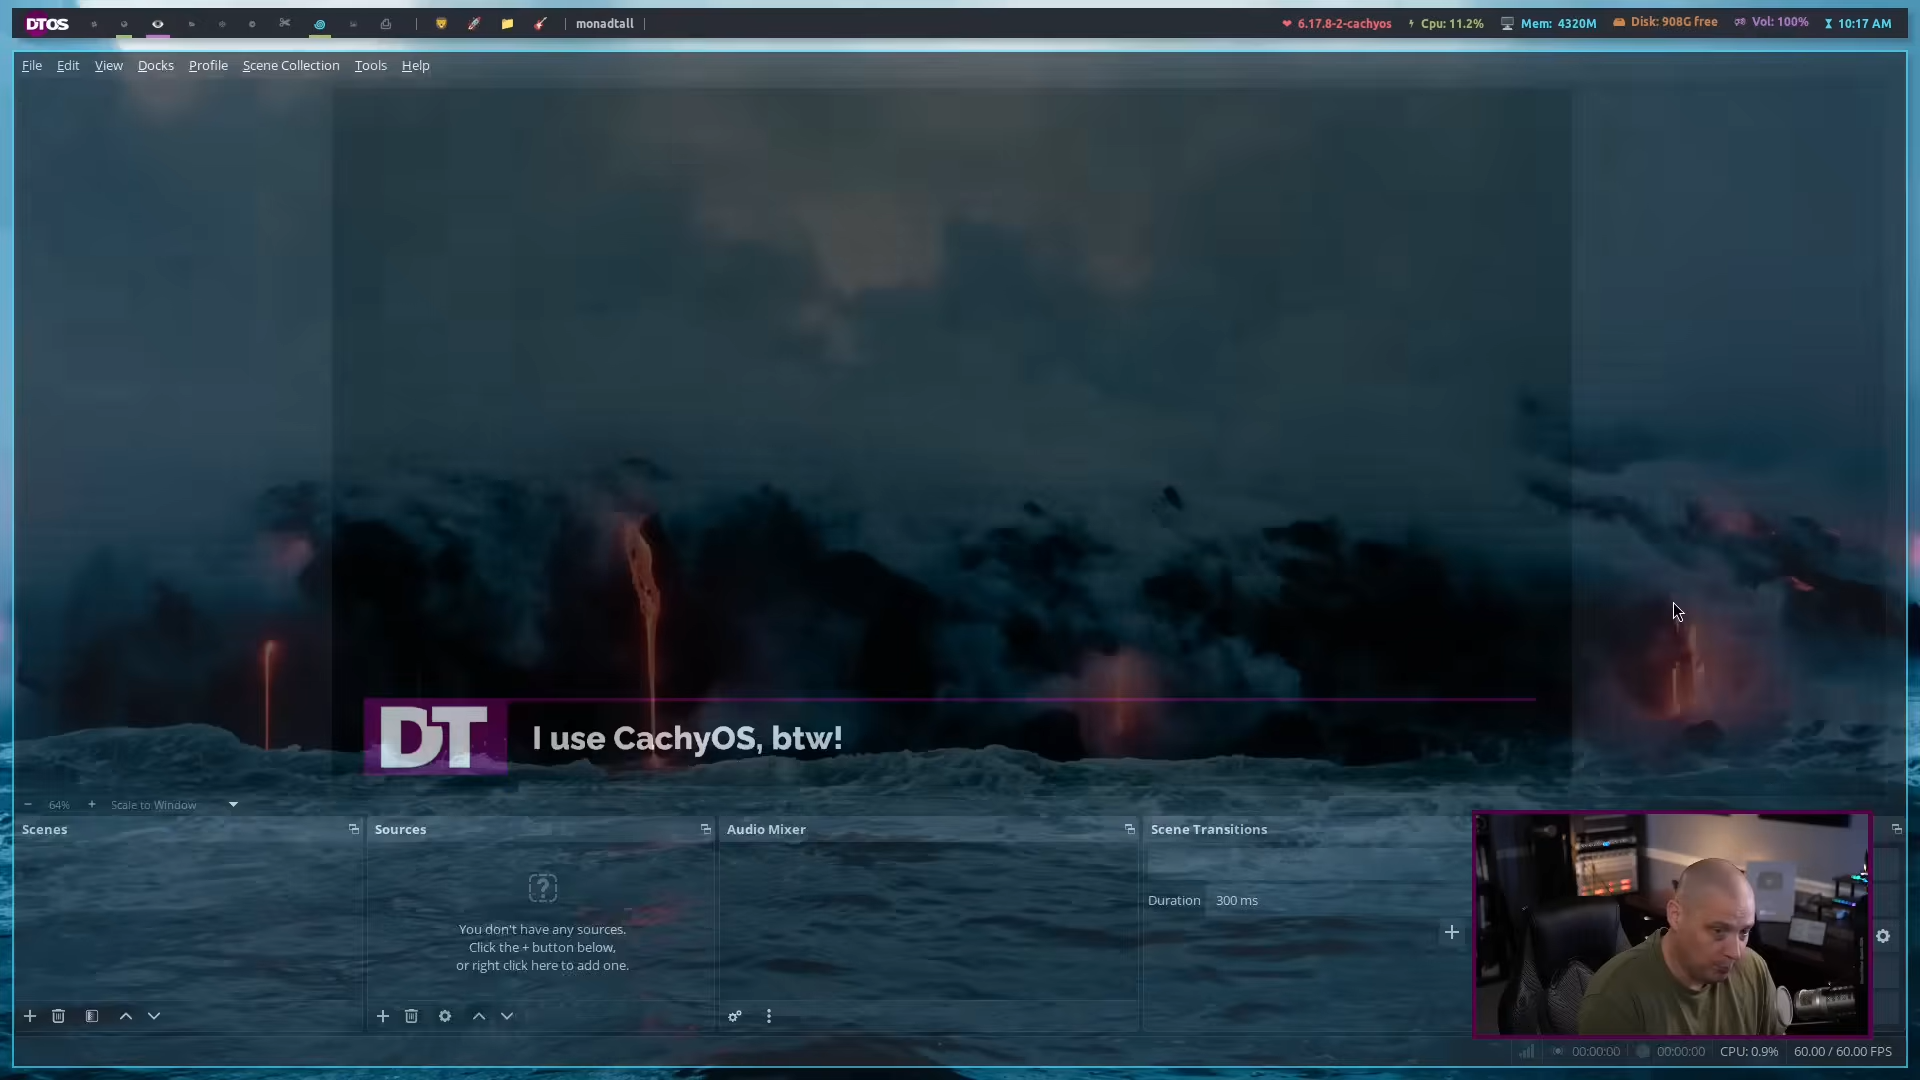 DTOS
monadtall
6.17.8-2-cachyos
Cpu: 11.2%
Mem: 4320M
Disk: 908G free
Vol: 100%
10:17 AM
File
Edit
View
Docks
Profile
Scene Collection
Tools
Help
DT
I use CachyOS, btw!
64%
Scale to Window
Scenes
Sources
Audio Mixer
Scene Transitions
You don't have any sources.
Click the + button below,
or right click here to add one.
Duration
300 ms
00:00:00
00:00:00
CPU: 0.9%
60.00 / 60.00 FPS